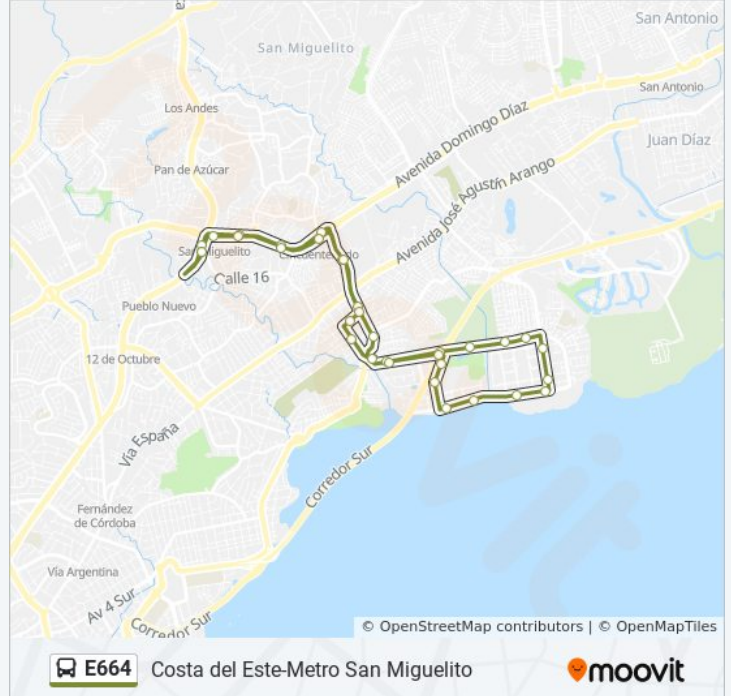 San Antonio
San Miguelito
San Antonio
Los Andes
Avenida Domingo Díaz
Juan Díaz
Pan de Azúcar
Avenida José Agustín Arango
San Miguelito
Calle 16
Pueblo Nuevo
12 de Octubre
Vía España
Corredor Sur
Fernández
de Córdoba
Vía Argentina
Av 4 Sur
Corredor Sur
© OpenStreetMap contributors | © OpenMapTiles
E664 Costa del Este-Metro San Miguelito
moovit